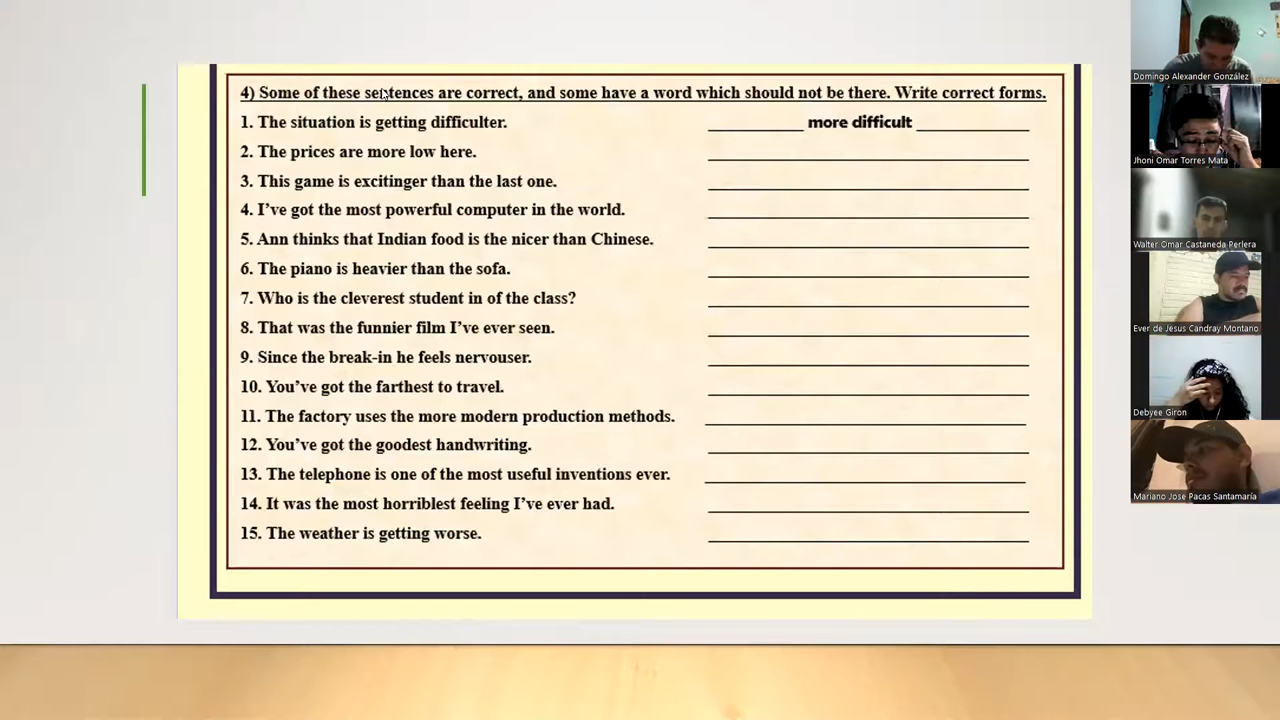 4) Some of these sentences are correct, and some have a word which should not be there. Write correct forms.
1. The situation is getting difficulter. more difficult
2. The prices are more low here.
3. This game is excitinger than the last one.
4. I've got the most powerful computer in the world.
5. Ann thinks that Indian food is the nicer than Chinese.
6. The piano is heavier than the sofa.
7. Who is the cleverest student in of the class?
8. That was the funnier film I've ever seen.
9. Since the break-in he feels nervouser.
10. You've got the farthest to travel.
11. The factory uses the more modern production methods.
12. You've got the goodest handwriting.
13. The telephone is one of the most useful inventions ever.
14. It was the most horriblest feeling I've ever had.
15. The weather is getting worse.
Domingo Alexander González
Jhoni Omar Torres Mata
Walter Omar Castaneda Perlera
Ever de Jesus Candray Montano
Debyee Giron
Mariano Jose Pacas Santamaría